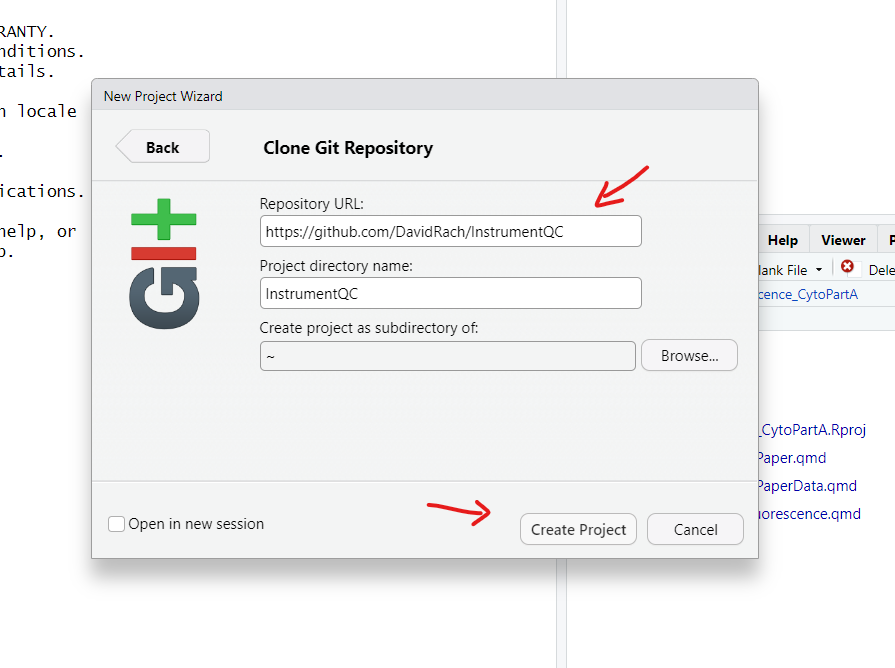 RANTY.
nditions.
tails.
n locale
ications.
help, or
p.
New Project Wizard
Back
Clone Git Repository
git
Repository URL:
https://github.com/DavidRach/InstrumentQC
Project directory name:
InstrumentQC
Create project as subdirectory of:
~
Browse...
Open in new session
Create Project
Cancel
Help Viewer P
lank File Dele
cence_CytoPartA
_CytoPartA.Rproj
Paper.qmd
PaperData.qmd
uorescence.qmd